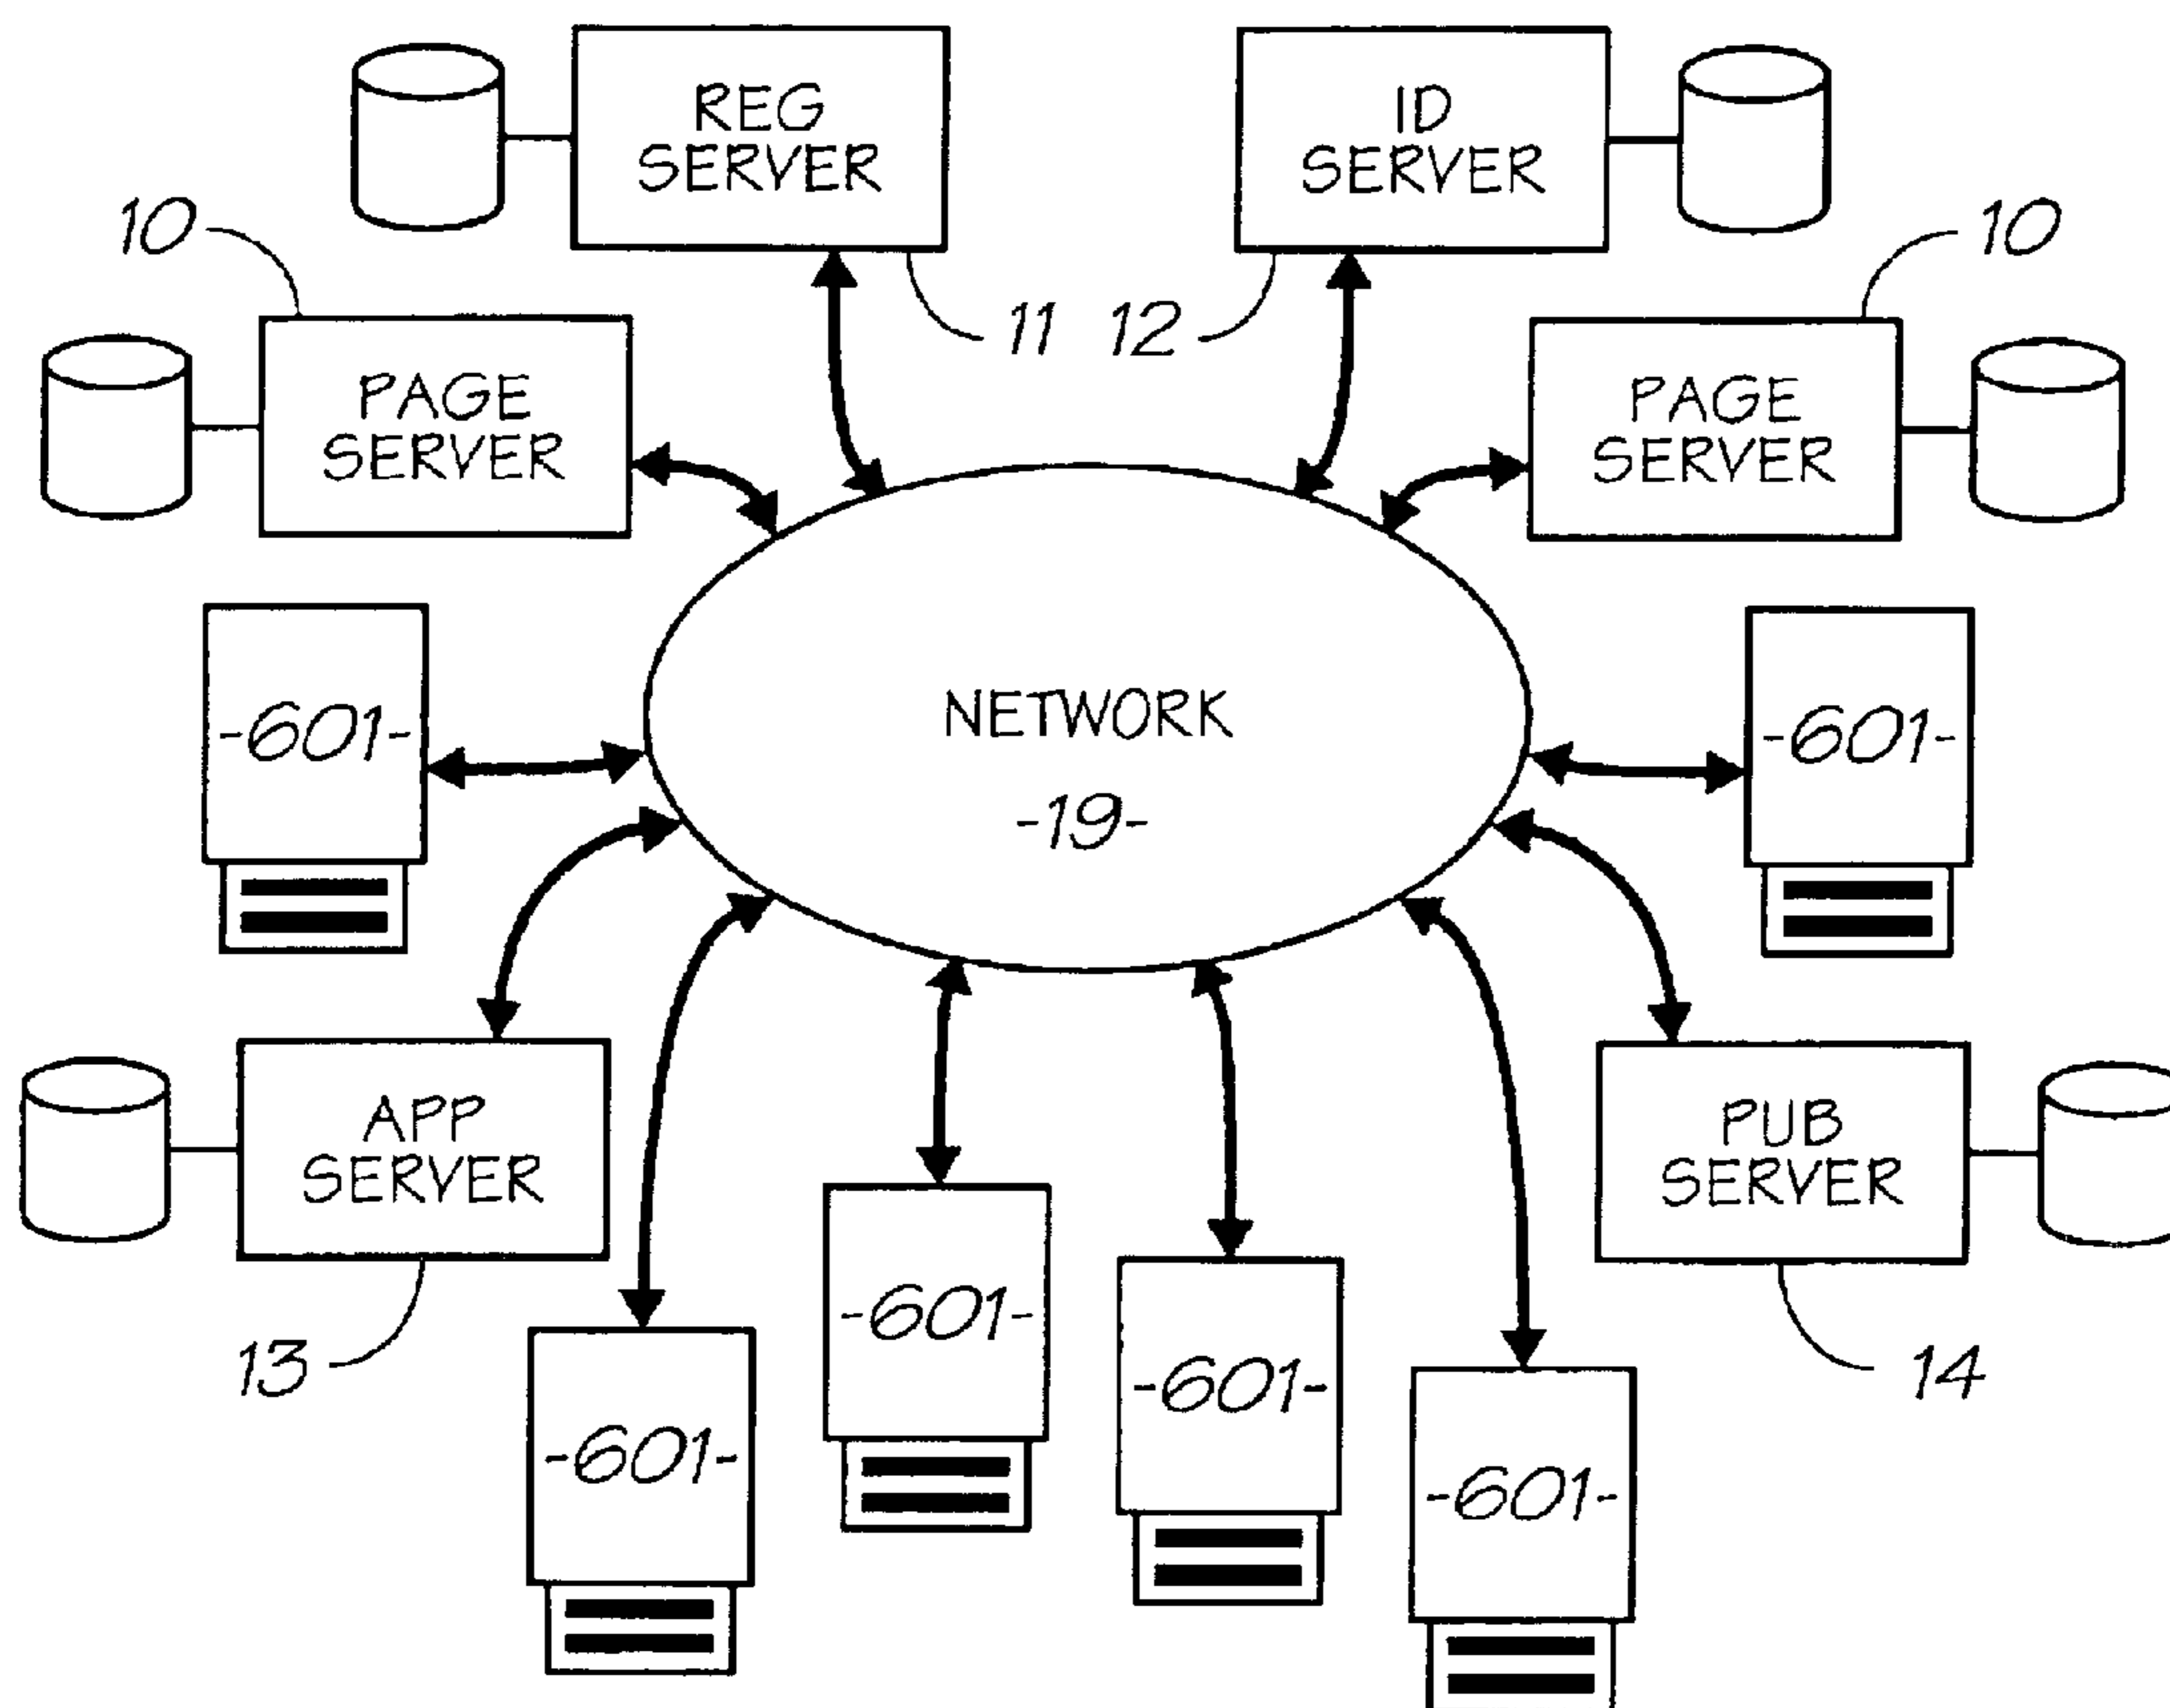 REG
SERVER
ID
SERVER
10
10
11
12
PAGE
SERVER
PAGE
SERVER
-601-
NETWORK
-19-
-601-
APP
SERVER
PUB
SERVER
13
-601-
-601-
14
-601-
-601-